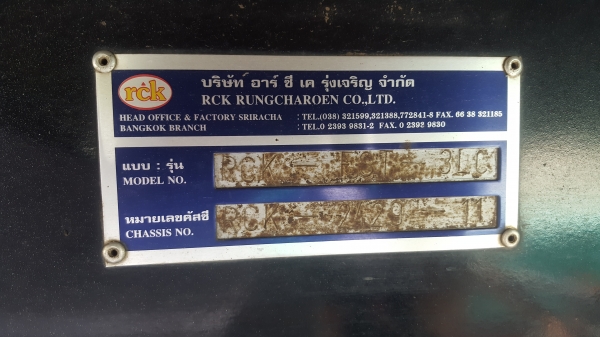 rck
บริษัท อาร์ ซี เค รุ่งเจริญ จำกัด
RCK RUNGCHAROEN CO.,LTD.
HEAD OFFICE & FACTORY SRIRACHA : TEL.(038) 321599,321388,772841-8 FAX. 66 38 321185
BANGKOK BRANCH : TEL.0 2393 9831-2 FAX. 0 2393 9830
แบบ : รุ่น
MODEL NO.
หมายเลขคัสซี
CHASSIS NO.